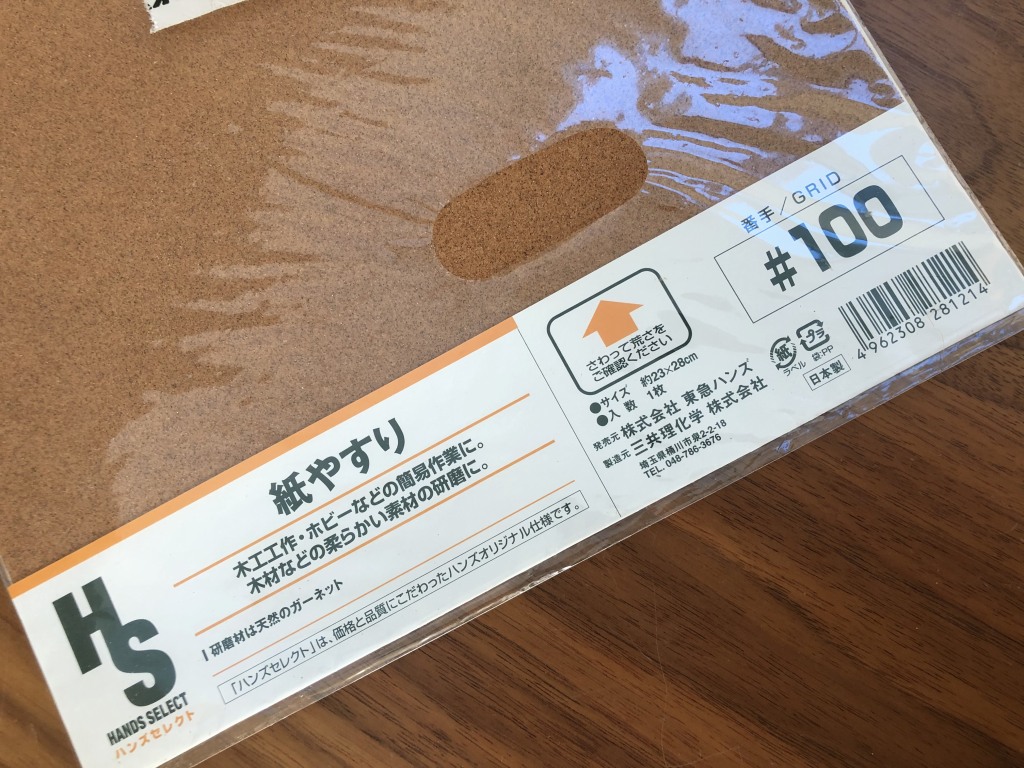 HS
HANDS SELECT
ハンズセレクト
紙やすり
木工工作・ホビーなどの簡易作業に。
木材などの柔らかい素材の研磨に。
研磨材は天然のガーネット
「ハンズセレクト」は、価格と品質にこだわったハンズオリジナル仕様です。
さわって荒さを
ご確認ください
●サイズ 約23×28cm
●入数 1枚
発売元 株式会社 東急ハンズ
製造元 三共理化学 株式会社
埼玉県桶川市泉2-2-18
TEL. 048-786-3676
番手/GRID
#100
紙
ラベル
プラ
袋:PP
日本製
4 962308 281214